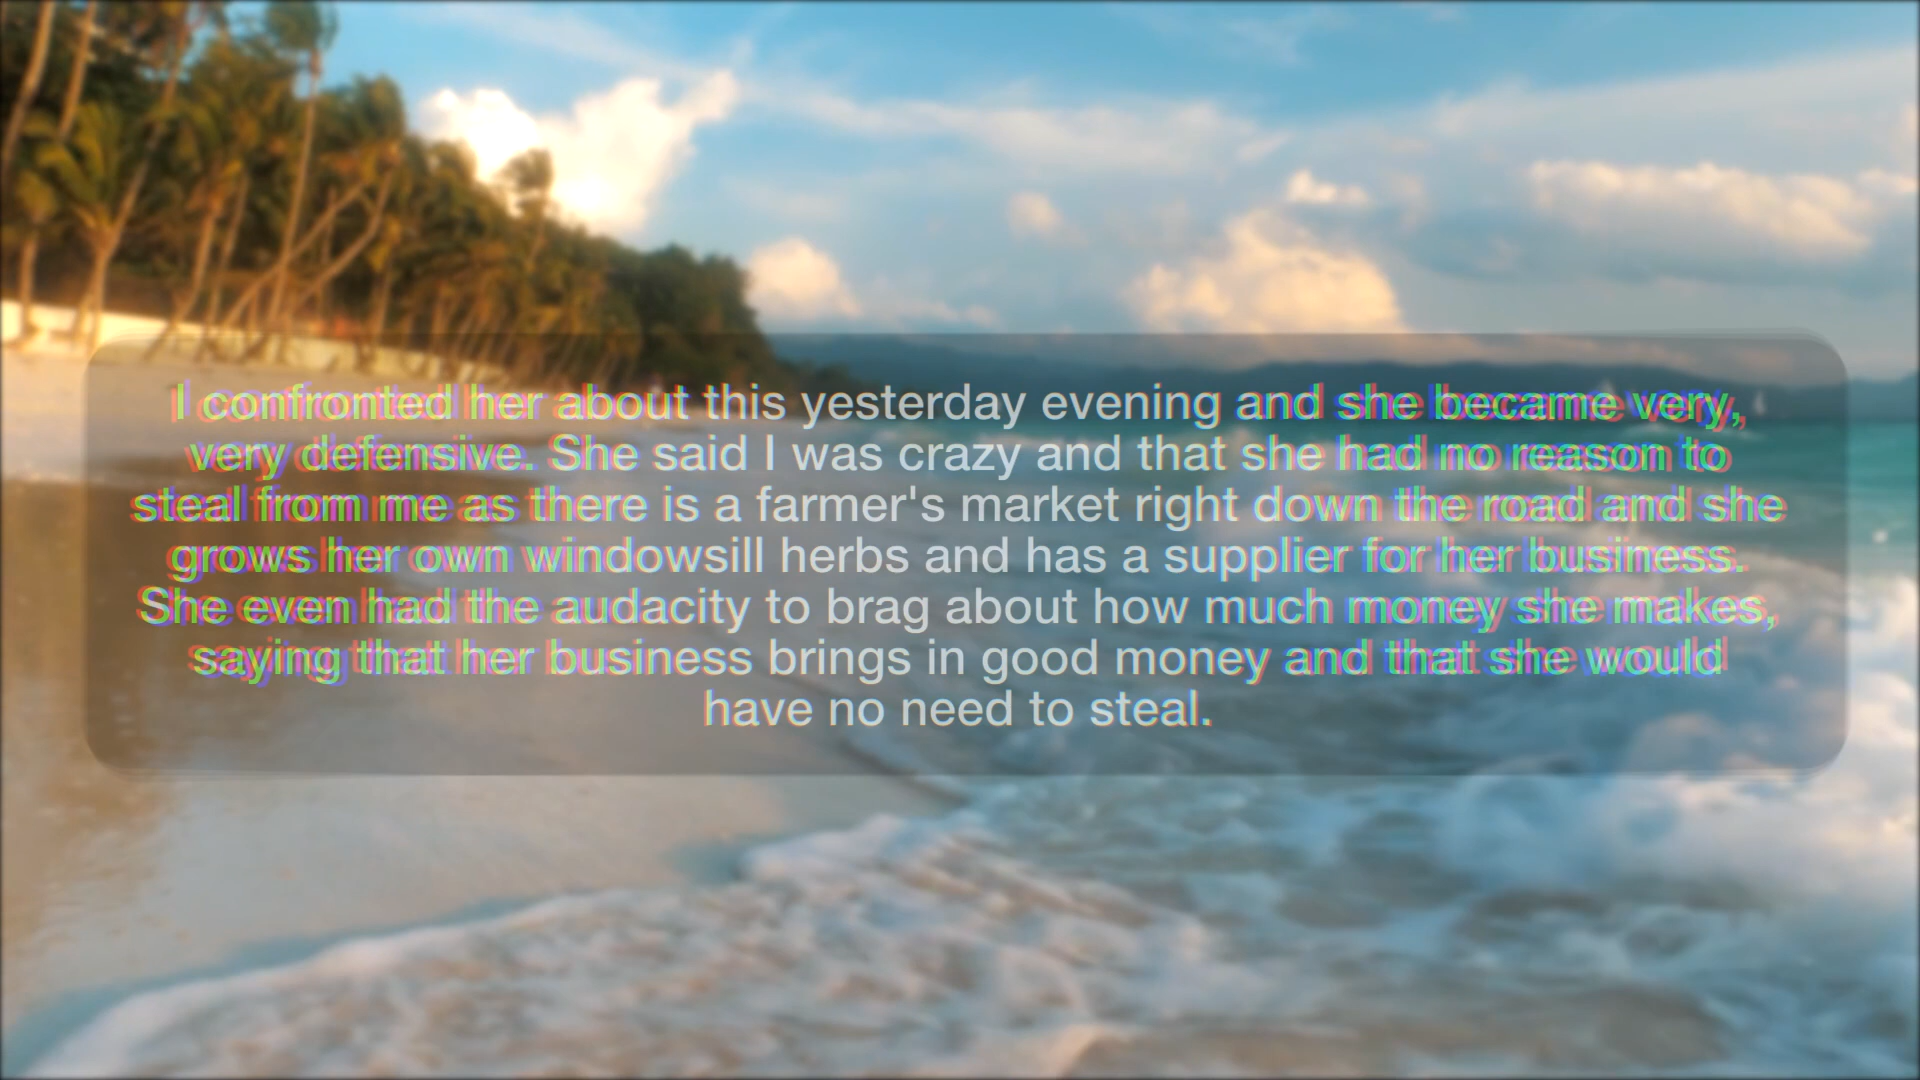 I confronted her about this yesterday evening and she became very,
very defensive. She said I was crazy and that she had no reason to
steal from me as there is a farmer's market right down the road and she
grows her own windowsill herbs and has a supplier for her business.
She even had the audacity to brag about how much money she makes,
saying that her business brings in good money and that she would
have no need to steal.